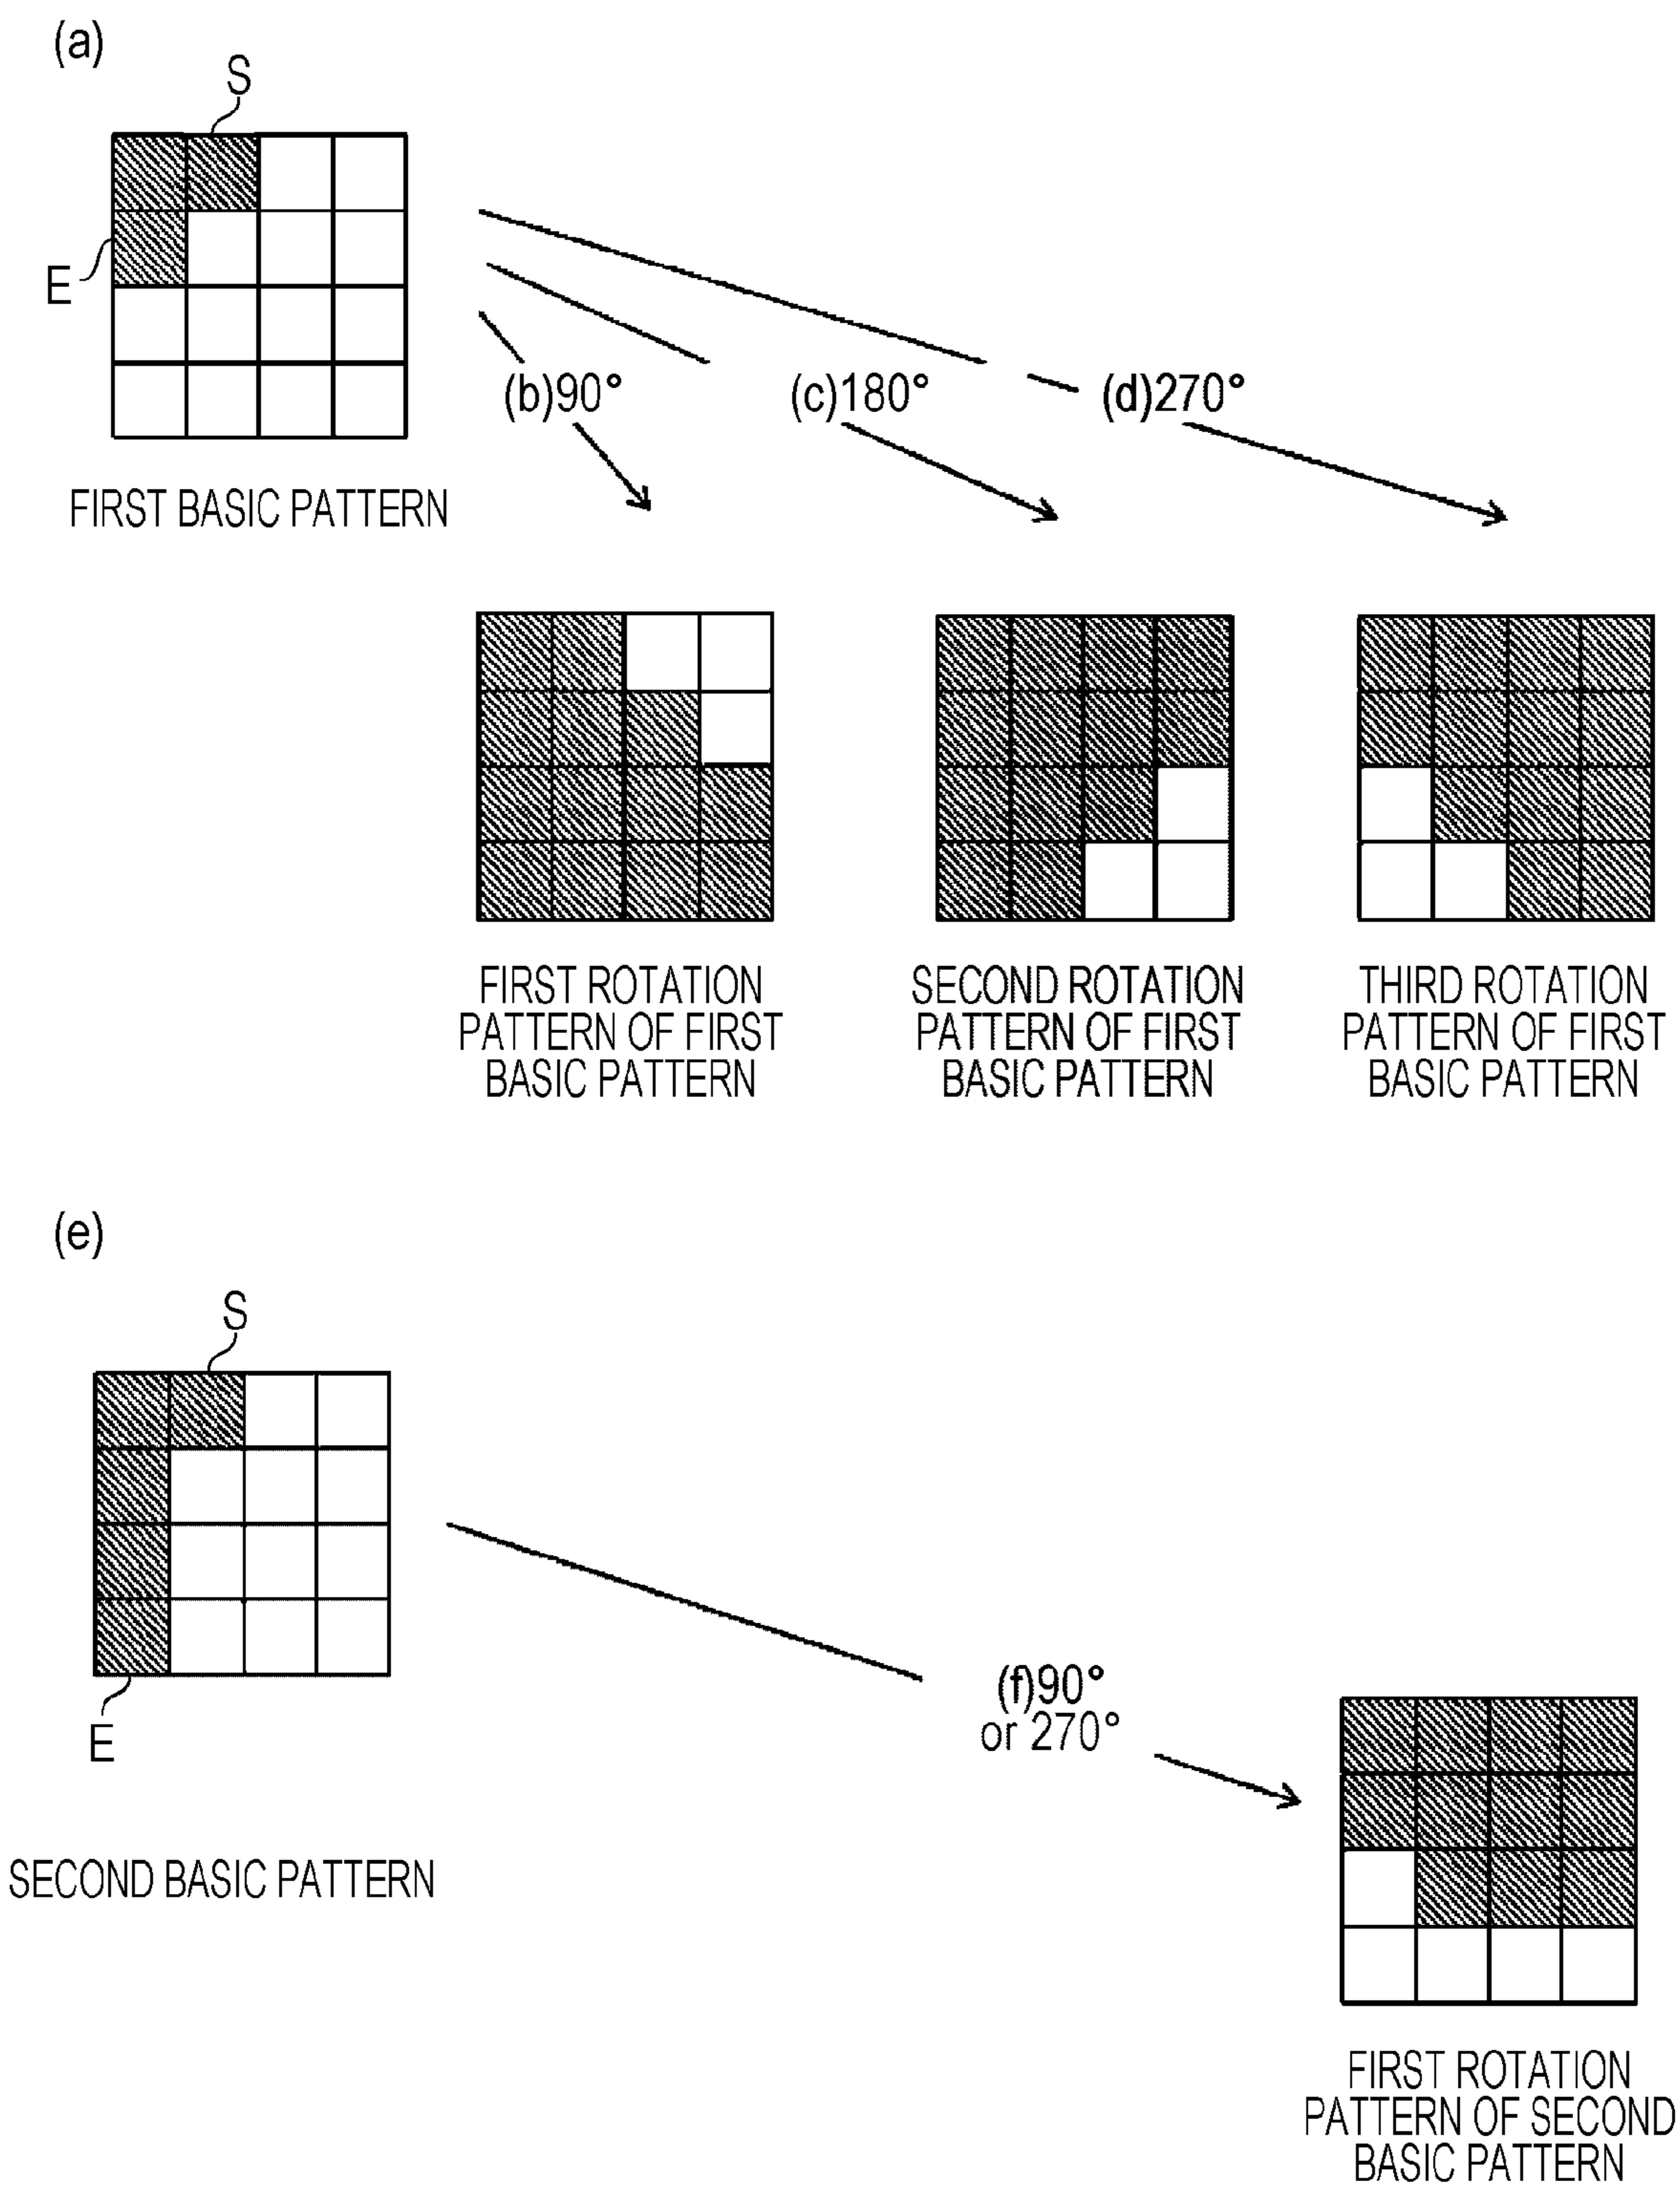 (a)
S
E
FIRST BASIC PATTERN
(b)90°
(c)180°
(d)270°
FIRST ROTATION
PATTERN OF FIRST
BASIC PATTERN
SECOND ROTATION
PATTERN OF FIRST
BASIC PATTERN
THIRD ROTATION
PATTERN OF FIRST
BASIC PATTERN
(e)
S
E
SECOND BASIC PATTERN
(f)90°
or 270°
FIRST ROTATION
PATTERN OF SECOND
BASIC PATTERN